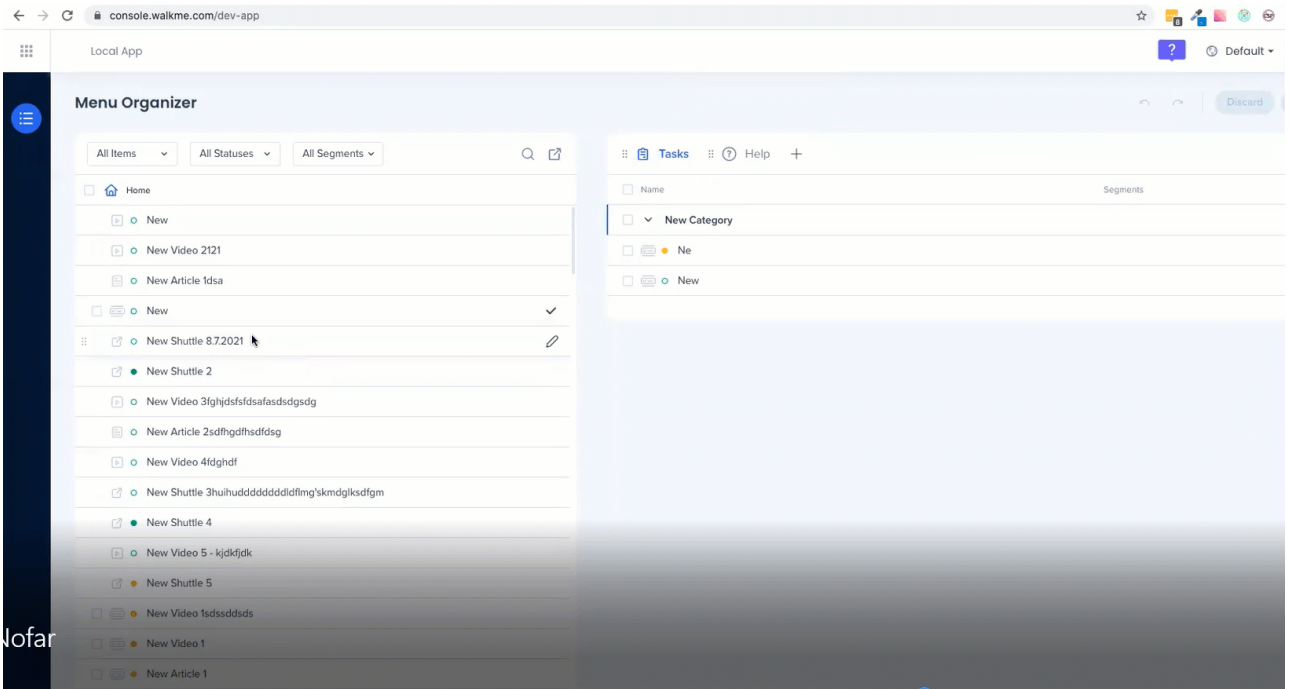 console.walkme.com/dev-app
8
Local App
?
Default
Menu Organizer
Discard
All Items
All Statuses
All Segments
Tasks
? Help
+
Home
Name
Segments
New
New Category
New Video 2121
Ne
New Article 1dsa
New
New
New Shuttle 8.7.2021
New Shuttle 2
New Video 3fghjdsfsfdsafasdsdgsdg
New Article 2sdfhgdfhsdfdsg
New Video 4fdghdf
New Shuttle 3huihudddddddddldflmg'skmdglksdfgm
New Shuttle 4
New Video 5 - kjdkfjdk
New Shuttle 5
New Video 1sdssddsds
Nofar
New Video 1
New Article 1